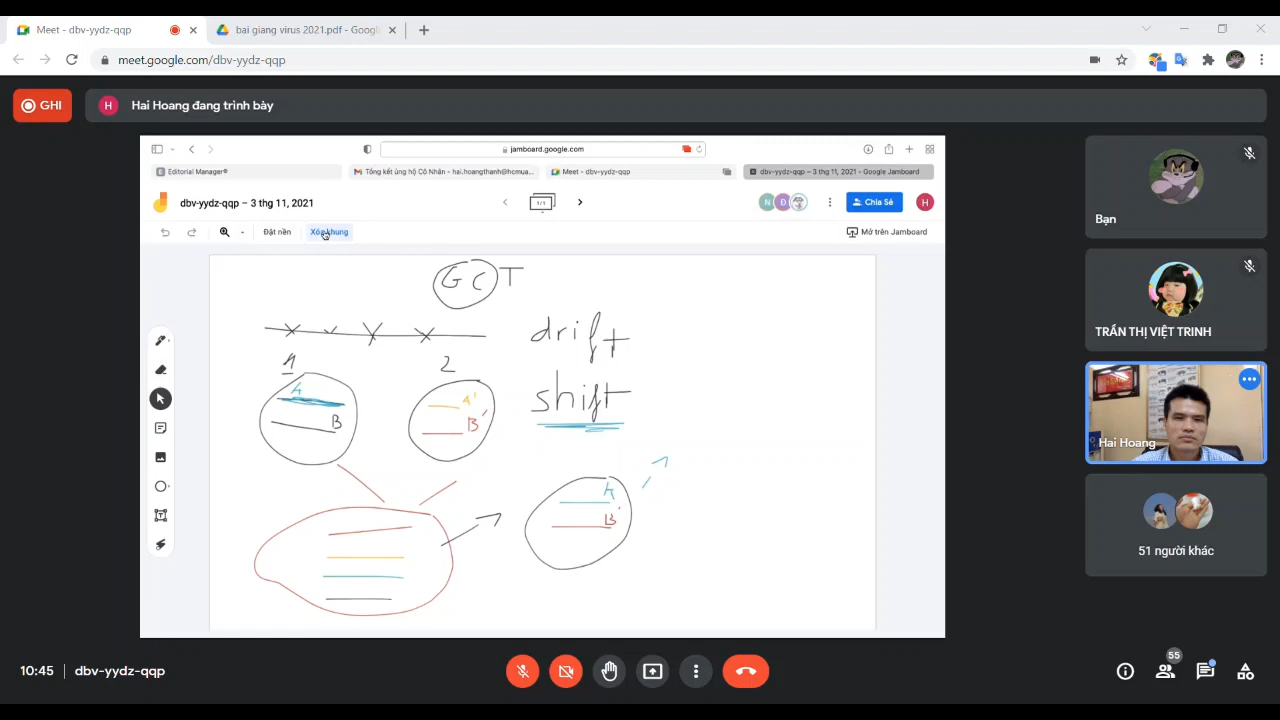 Meet - dbv-yydz-qqp
bai giang virus 2021.pdf - Google
meet.google.com/dbv-yydz-qqp
GHI
H
Hai Hoang đang trình bày
jamboard.google.com
Editorial Manager®
Tổng kết ủng hộ Cô Nhân - hai.hoangthanh@hcmua...
Meet – dbv-yydz-qqp
dbv-yydz-qqp – 3 thg 11, 2021 – Google Jamboard
dbv-yydz-qqp – 3 thg 11, 2021
1/1
N
Đ
Chia Sẻ
H
Đặt nền
Xóa khung
Mở trên Jamboard
G C T
drift
1
2
shift
A
B
A'
B'
A
B'
Bạn
TRẦN THỊ VIỆT TRINH
Hai Hoang
51 người khác
10:45
dbv-yydz-qqp
55